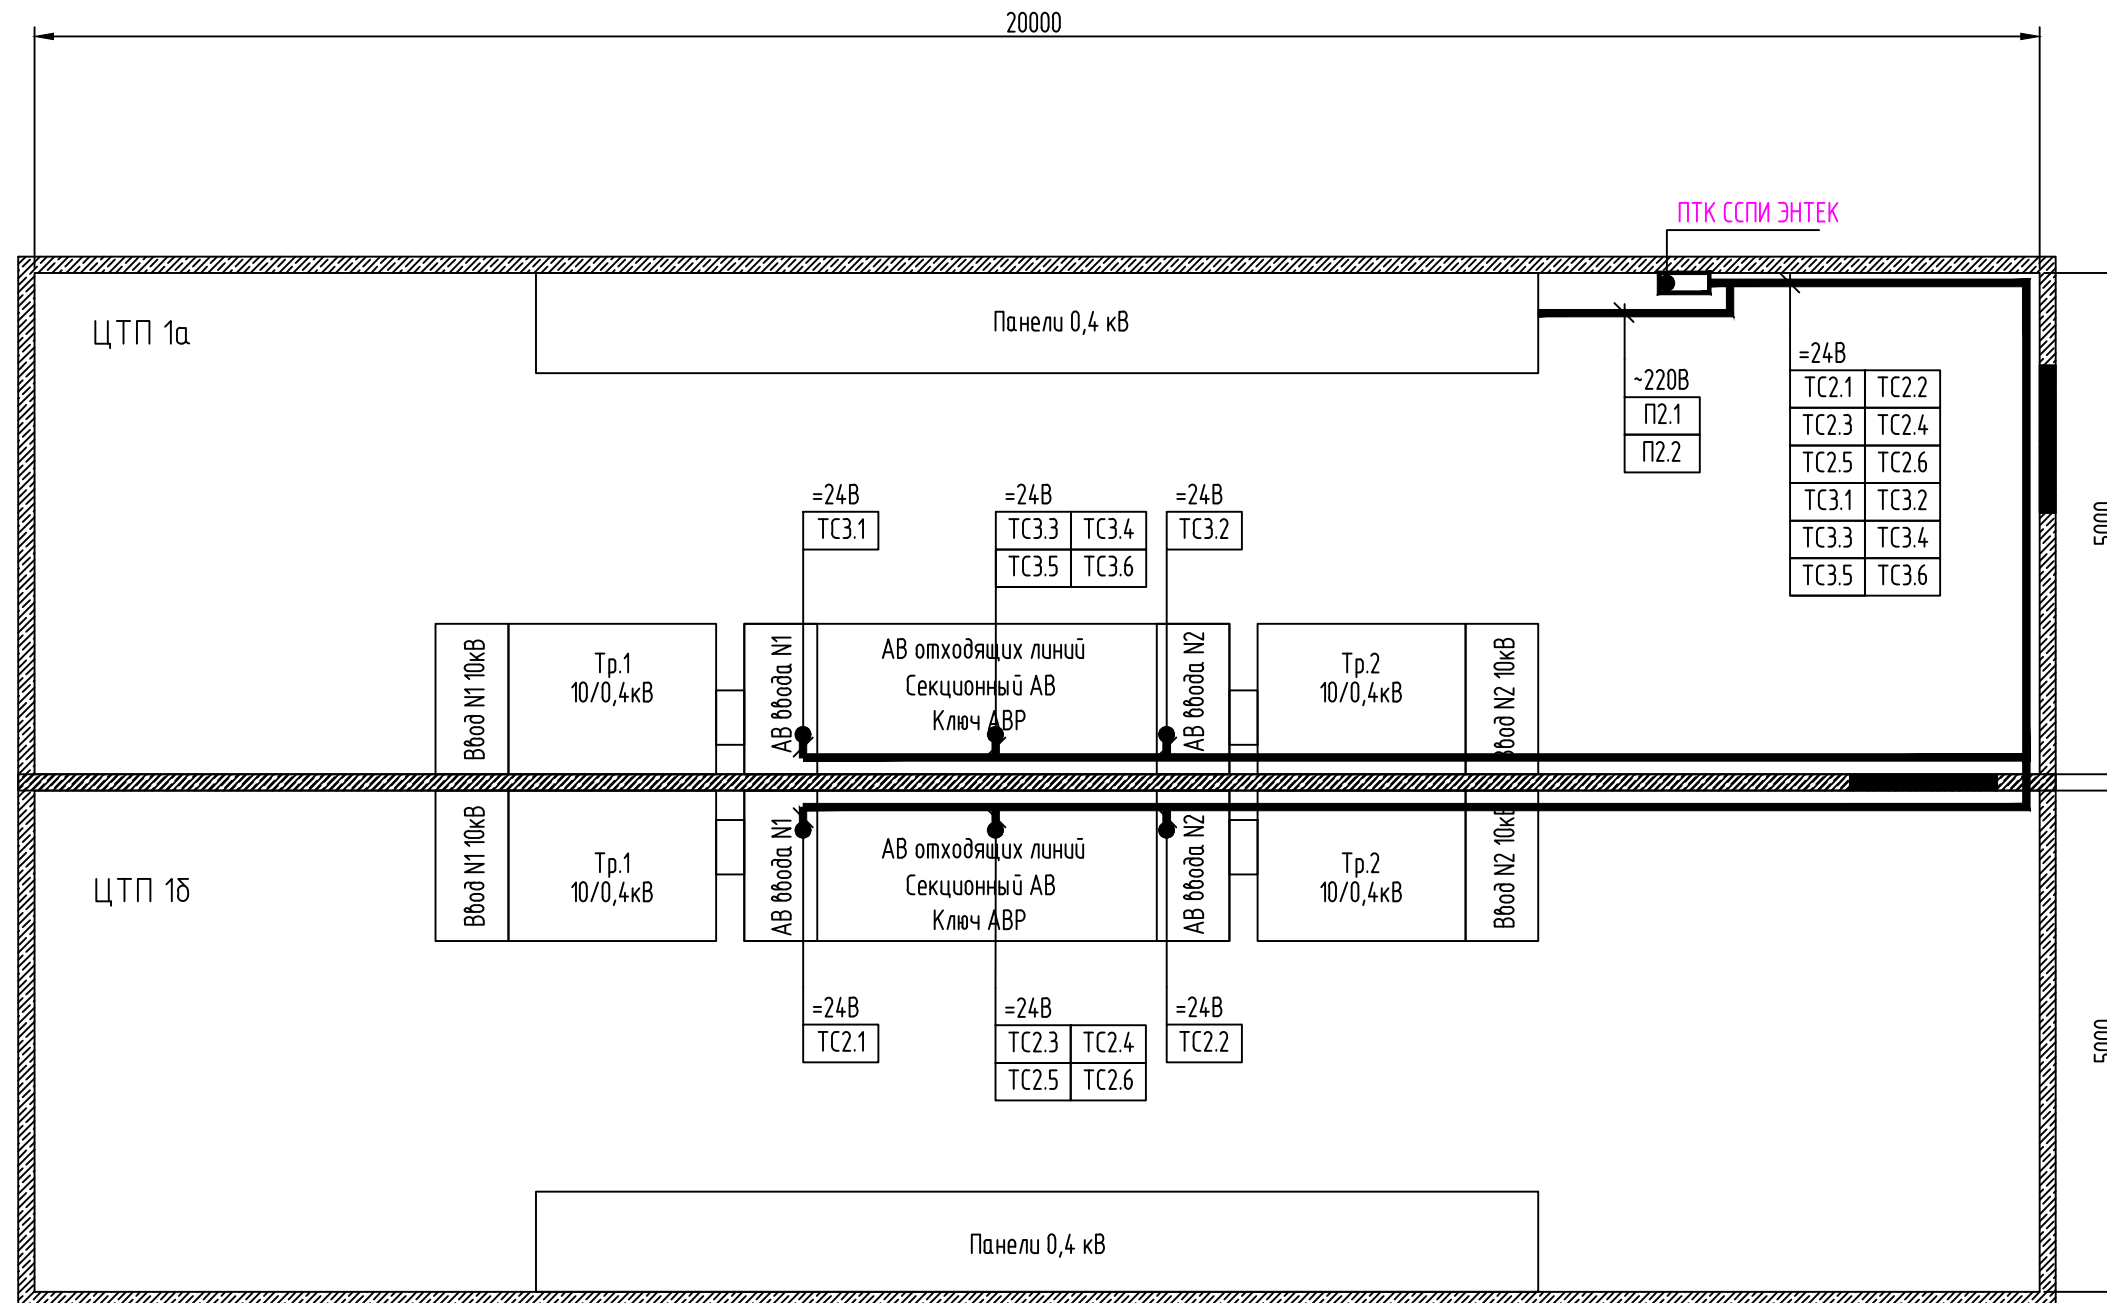 20000
ПТК ССПИ ЭНТЕК
ЦТП 1а
Панели 0,4 кВ
=24В
ТС2.1 ТС2.2
ТС2.3 ТС2.4
ТС2.5 ТС2.6
ТС3.1 ТС3.2
ТС3.3 ТС3.4
ТС3.5 ТС3.6
~220В
П2.1
П2.2
5000
=24В
ТС3.1
=24В
ТС3.3 ТС3.4
ТС3.5 ТС3.6
=24В
ТС3.2
Ввод N1 10кВ
Тр.1
10/0,4кВ
АВ ввода N1
АВ отходящих линий
Секционный АВ
Ключ АВР
АВ ввода N2
Тр.2
10/0,4кВ
Ввод N2 10кВ
ЦТП 1б
Ввод N1 10кВ
Тр.1
10/0,4кВ
АВ ввода N1
АВ отходящих линий
Секционный АВ
Ключ АВР
АВ ввода N2
Тр.2
10/0,4кВ
Ввод N2 10кВ
=24В
ТС2.1
=24В
ТС2.3 ТС2.4
ТС2.5 ТС2.6
=24В
ТС2.2
5000
Панели 0,4 кВ